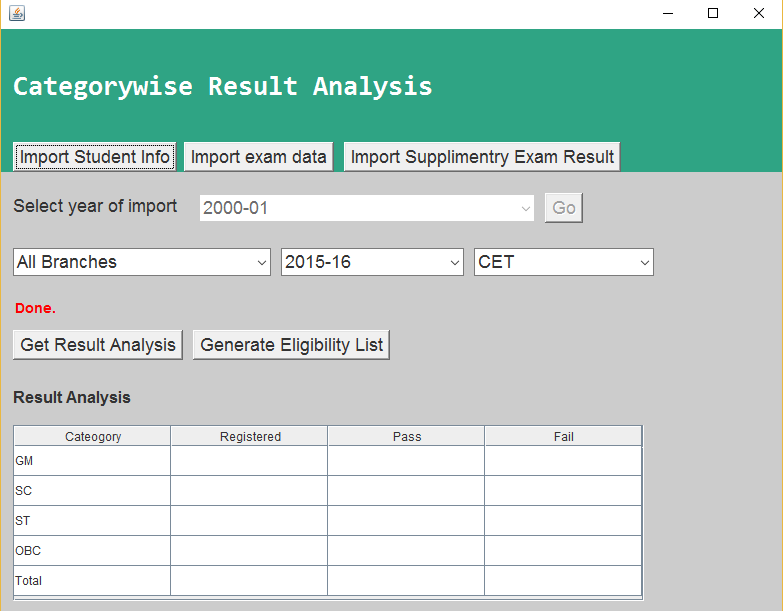 Categorywise Result Analysis
Import Student Info Import exam data Import Supplimentry Exam Result
Select year of import 2000-01 Go
All Branches 2015-16 CET
Done.
Get Result Analysis Generate Eligibility List
Result Analysis
Cateogory Registered Pass Fail
GM
SC
ST
OBC
Total